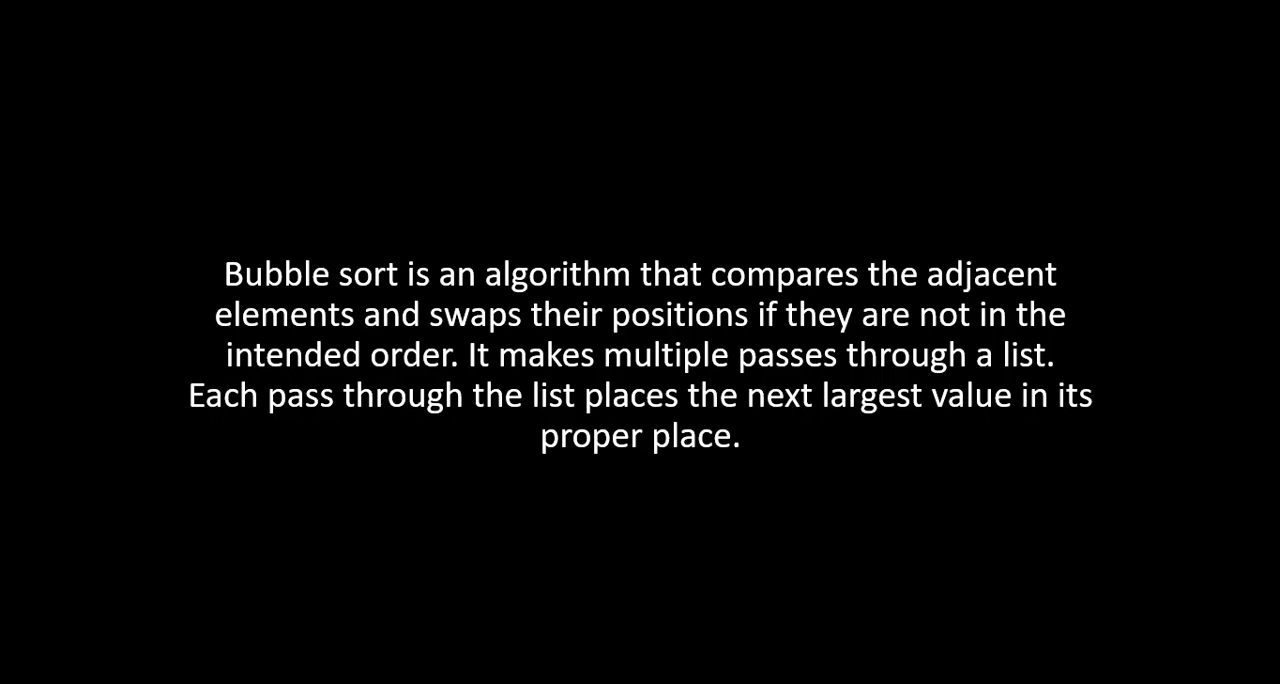 Bubble sort is an algorithm that compares the adjacent
elements and swaps their positions if they are not in the
intended order. It makes multiple passes through a list.
Each pass through the list places the next largest value in its
proper place.